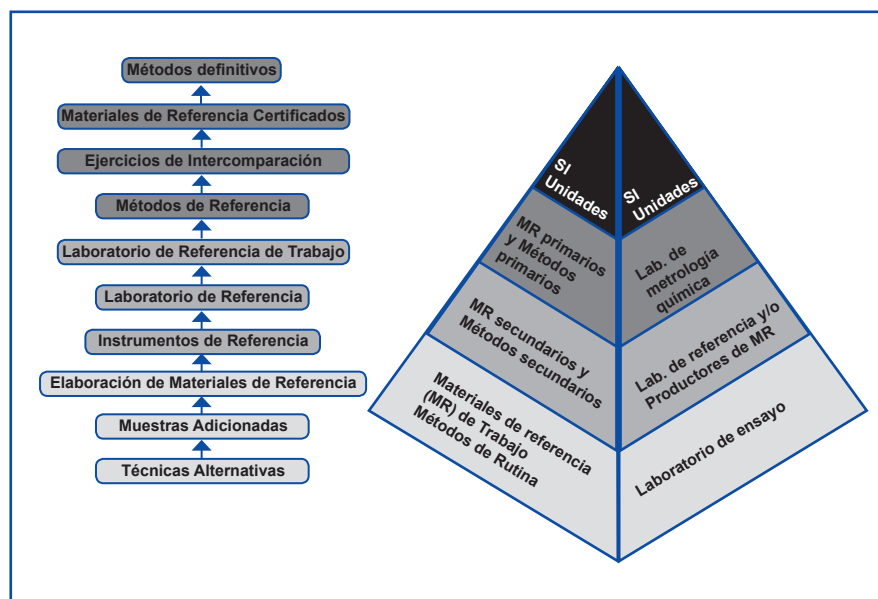 Métodos definitivos
Materiales de Referencia Certificados
Ejercicios de Intercomparación
Métodos de Referencia
Laboratorio de Referencia de Trabajo
Laboratorio de Referencia
Instrumentos de Referencia
Elaboración de Materiales de Referencia
Muestras Adicionadas
Técnicas Alternativas
SI
Unidades
SI
Unidades
MR primarios
y Métodos
primarios
Lab. de
metrología
química
MR secundarios y
Métodos secundarios
Lab. de referencia y/o
Productores de MR
Materiales de referencia
(MR) de Trabajo
Métodos de Rutina
Laboratorio de ensayo